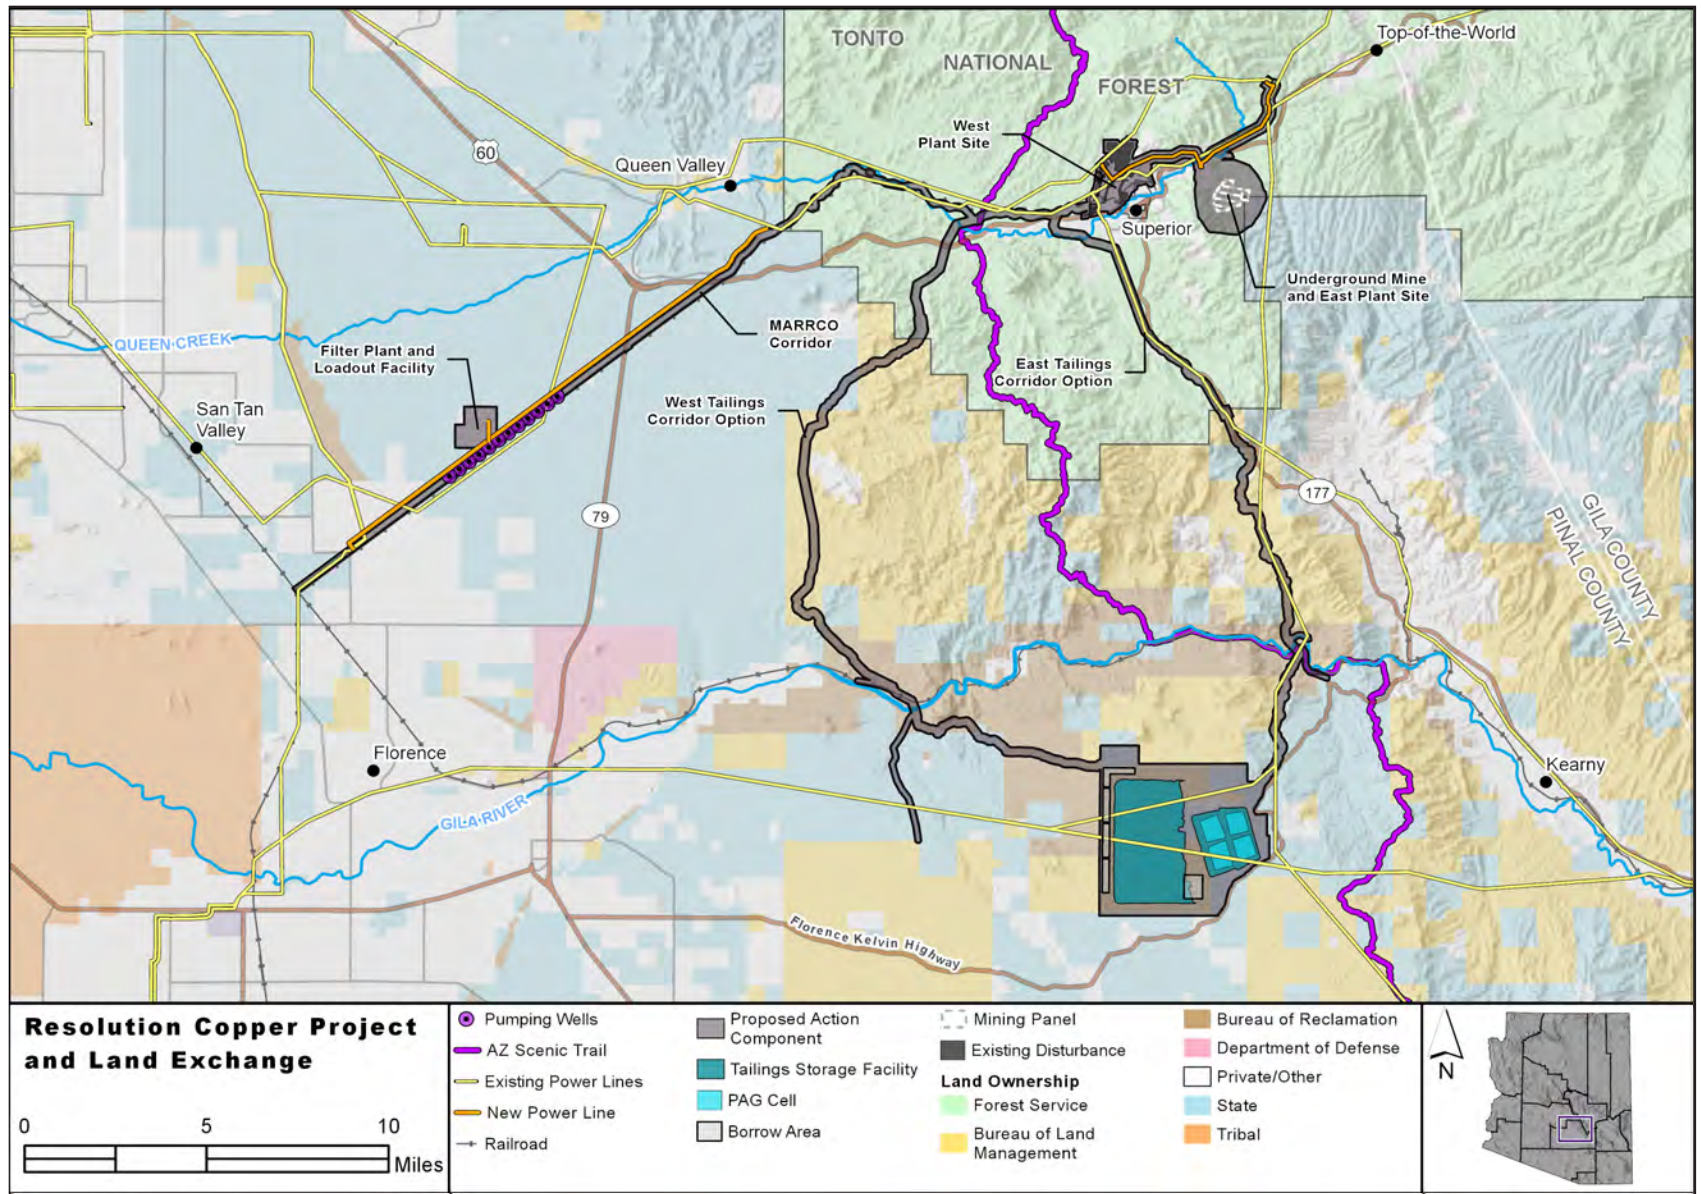 TONTO
NATIONAL
FOREST
Top-of-the-World
West
Plant Site
60
Queen Valley
Superior
Underground Mine
and East Plant Site
MARRCO
Corridor
QUEEN CREEK
Filter Plant and
Loadout Facility
East Tailings
Corridor Option
West Tailings
Corridor Option
San Tan
Valley
79
177
GILA COUNTY
PINAL COUNTY
Florence
Kearny
GILA RIVER
Florence Kelvin Highway
Resolution Copper Project
and Land Exchange
0 5 10
Miles
Pumping Wells
AZ Scenic Trail
Existing Power Lines
New Power Line
Railroad
Proposed Action
Component
Tailings Storage Facility
PAG Cell
Borrow Area
Mining Panel
Existing Disturbance
Land Ownership
Forest Service
Bureau of Land
Management
Bureau of Reclamation
Department of Defense
Private/Other
State
Tribal
N